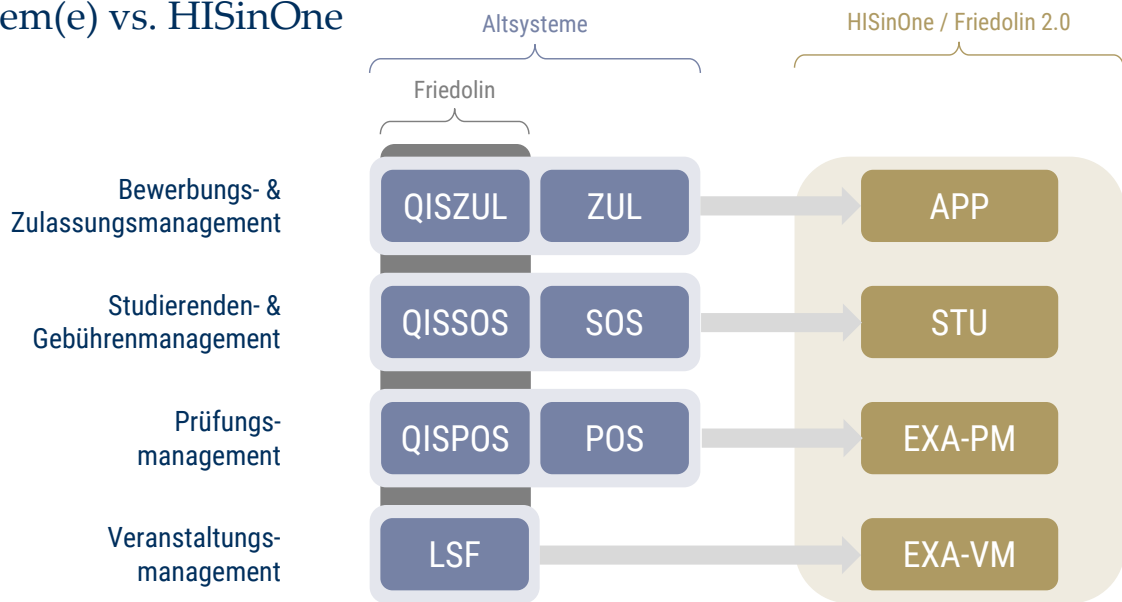 em(e) vs. HISinOne
Altsysteme
HISinOne / Friedolin 2.0
Friedolin
Bewerbungs- &
Zulassungsmanagement
QISZUL
ZUL
APP
Studierenden- &
Gebührenmanagement
QISSOS
SOS
STU
Prüfungs-
management
QISPOS
POS
EXA-PM
Veranstaltungs-
management
LSF
EXA-VM